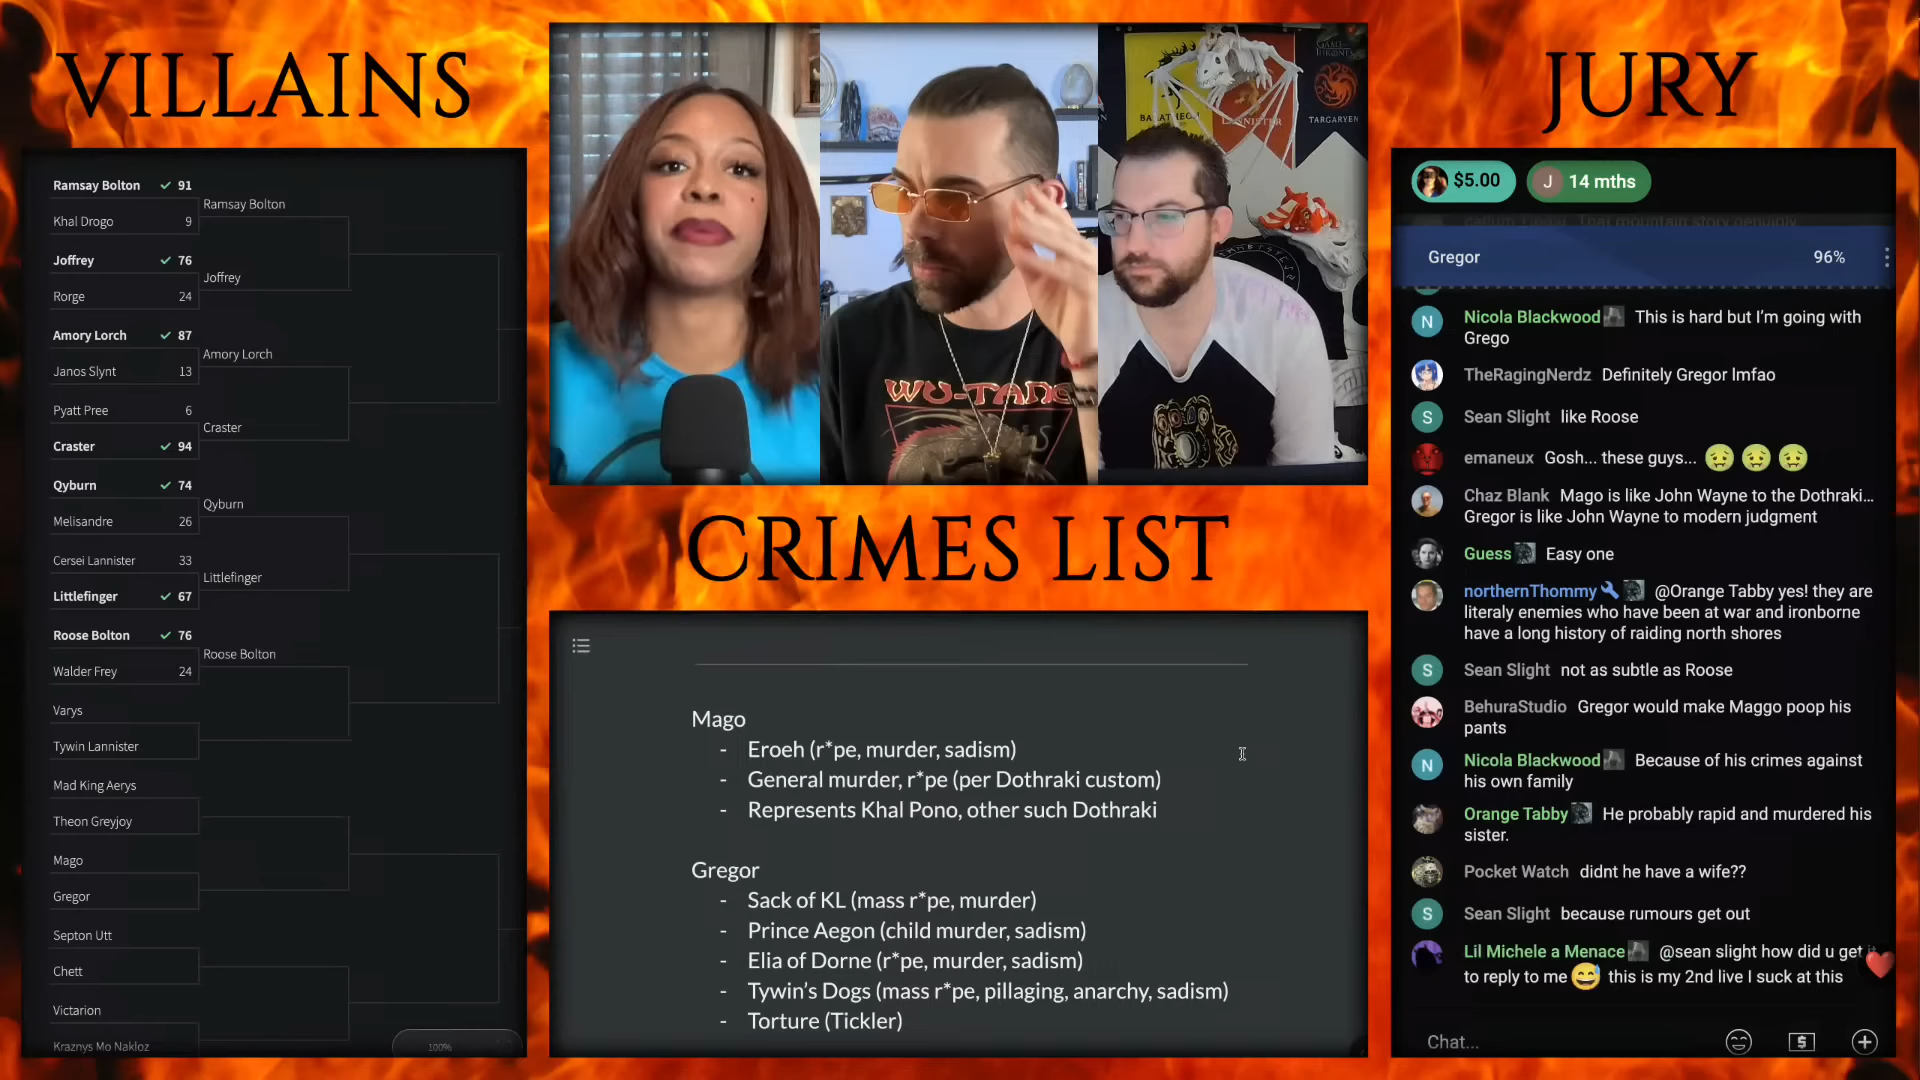 VILLAINS
Ramsay Bolton ✓ 91
Khal Drogo 9
Ramsay Bolton
Joffrey ✓ 76
Rorge 24
Joffrey
Amory Lorch ✓ 87
Janos Slynt 13
Amory Lorch
Pyatt Pree 6
Craster ✓ 94
Craster
Qyburn ✓ 74
Melisandre 26
Qyburn
Cersei Lannister 33
Littlefinger ✓ 67
Littlefinger
Roose Bolton ✓ 76
Walder Frey 24
Roose Bolton
Varys
Tywin Lannister
Mad King Aerys
Theon Greyjoy
Mago
Gregor
Septon Utt
Chett
Victarion
Kraznys Mo Nakloz
100%
GAME THRONES
BARATHEON
LANNISTER
TARGARYEN
WU-TANG
CRIMES LIST
Mago
- Eroeh (r*pe, murder, sadism)
- General murder, r*pe (per Dothraki custom)
- Represents Khal Pono, other such Dothraki
Gregor
- Sack of KL (mass r*pe, murder)
- Prince Aegon (child murder, sadism)
- Elia of Dorne (r*pe, murder, sadism)
- Tywin’s Dogs (mass r*pe, pillaging, anarchy, sadism)
- Torture (Tickler)
JURY
$5.00
J 14 mths
That mountain story genuinly
Gregor 96%
N Nicola Blackwood This is hard but I’m going with
Grego
TheRagingNerdz Definitely Gregor lmfao
S Sean Slight like Roose
emaneux Gosh... these guys... 🤢 🤢 🤢
Chaz Blank Mago is like John Wayne to the Dothraki...
Gregor is like John Wayne to modern judgment
Guess Easy one
northernThommy @Orange Tabby yes! they are
literaly enemies who have been at war and ironborne
have a long history of raiding north shores
S Sean Slight not as subtle as Roose
BehuraStudio Gregor would make Maggo poop his
pants
N Nicola Blackwood Because of his crimes against
his own family
Orange Tabby He probably rapid and murdered his
sister.
Pocket Watch didnt he have a wife??
S Sean Slight because rumours get out
Lil Michele a Menace @sean slight how did u get it
to reply to me 😅 this is my 2nd live I suck at this
Chat...